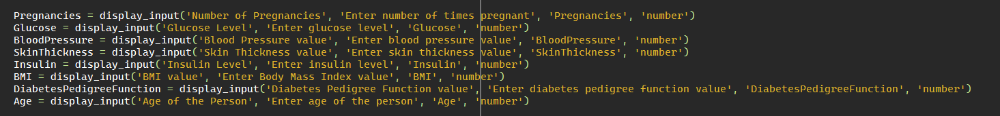 Pregnancies = display_input('Number of Pregnancies', 'Enter number of times pregnant', 'Pregnancies', 'number')
Glucose = display_input('Glucose Level', 'Enter glucose level', 'Glucose', 'number')
BloodPressure = display_input('Blood Pressure value', 'Enter blood pressure value', 'BloodPressure', 'number')
SkinThickness = display_input('Skin Thickness value', 'Enter skin thickness value', 'SkinThickness', 'number')
Insulin = display_input('Insulin Level', 'Enter insulin level', 'Insulin', 'number')
BMI = display_input('BMI value', 'Enter Body Mass Index value', 'BMI', 'number')
DiabetesPedigreeFunction = display_input('Diabetes Pedigree Function value', 'Enter diabetes pedigree function value', 'DiabetesPedigreeFunction', 'number')
Age = display_input('Age of the Person', 'Enter age of the person', 'Age', 'number')